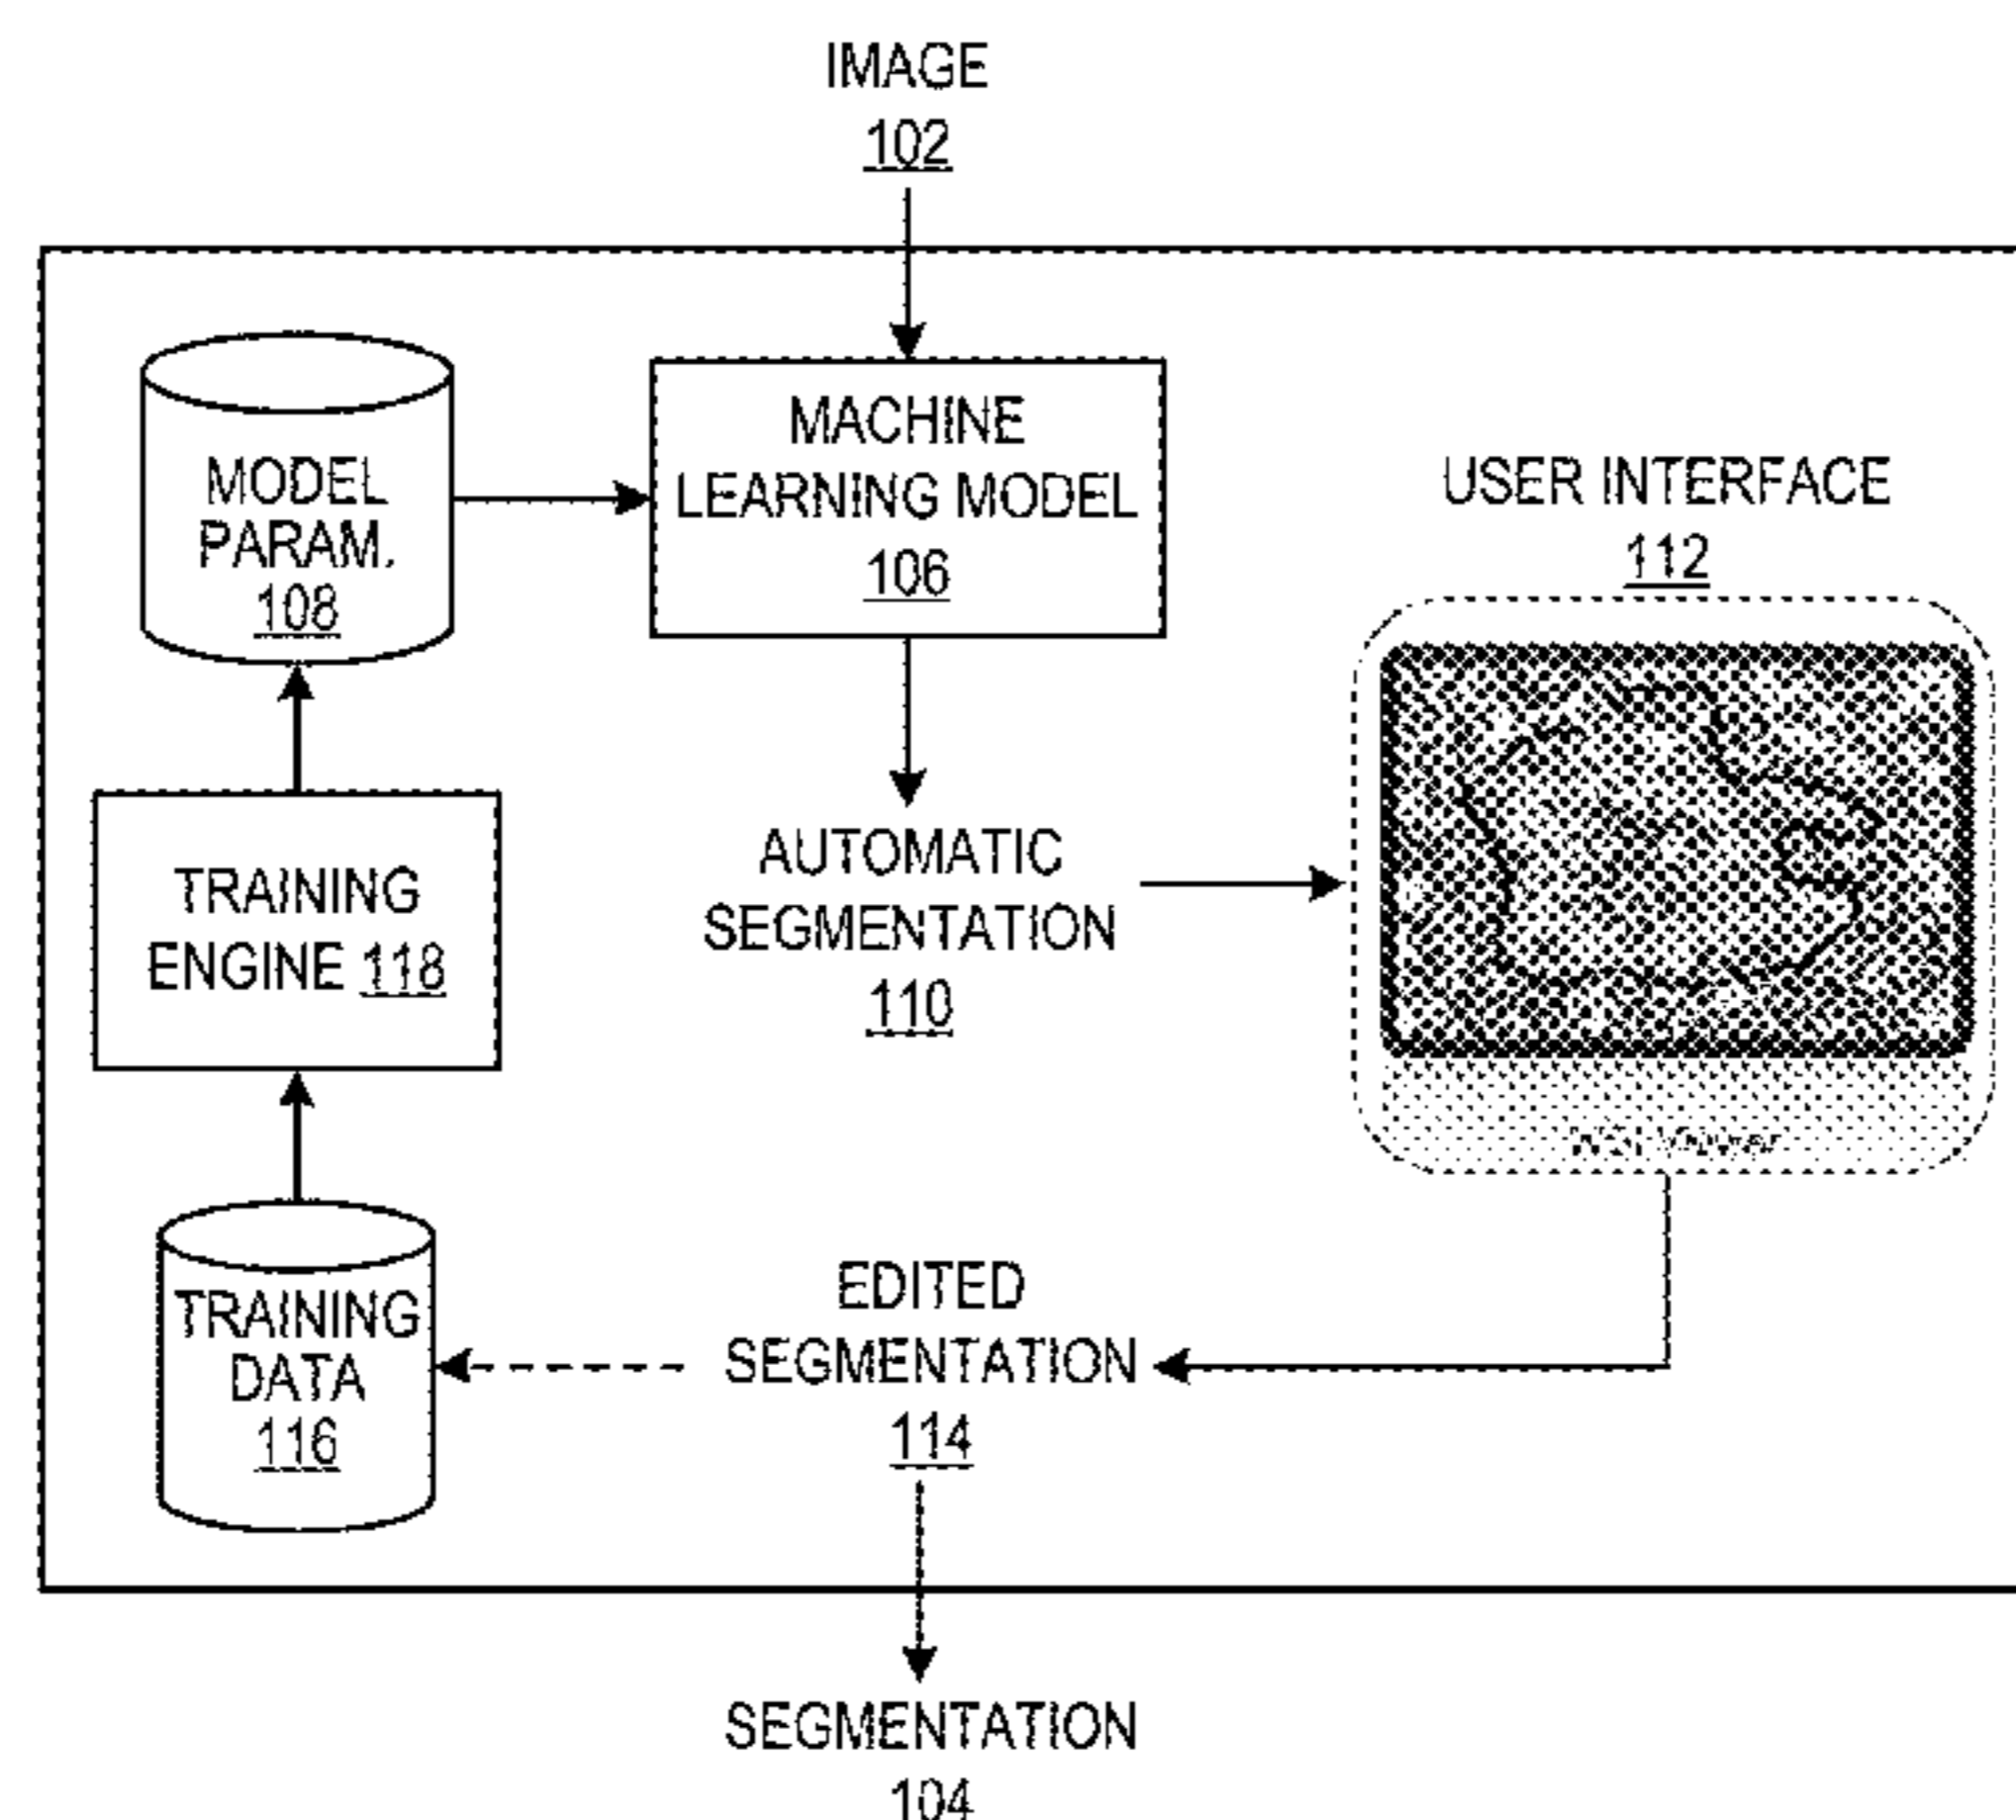 IMAGE
102
MODEL
PARAM.
108
MACHINE
LEARNING MODEL
106
USER INTERFACE
112
TRAINING
ENGINE 118
AUTOMATIC
SEGMENTATION
110
TRAINING
DATA
116
EDITED
SEGMENTATION
114
SEGMENTATION
104